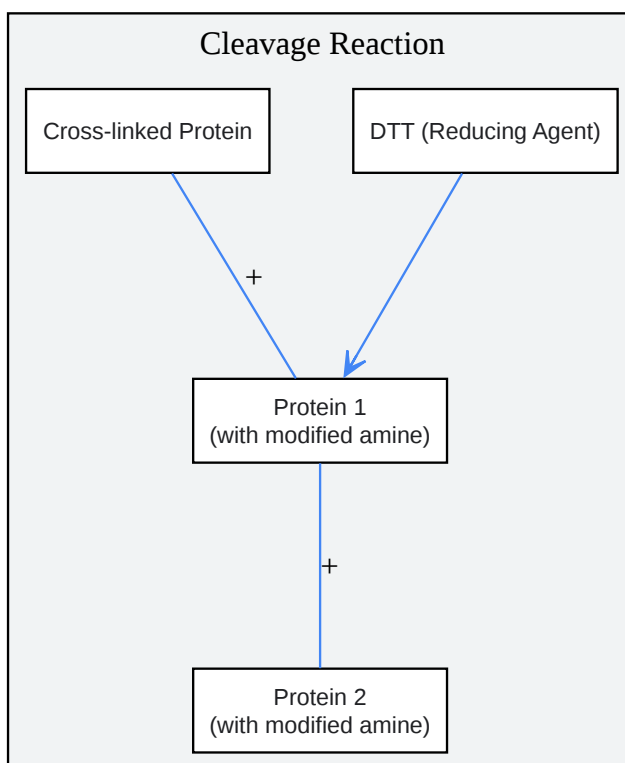 Cleavage Reaction
Cross-linked Protein
DTT (Reducing Agent)
+
Protein 1
(with modified amine)
+
Protein 2
(with modified amine)